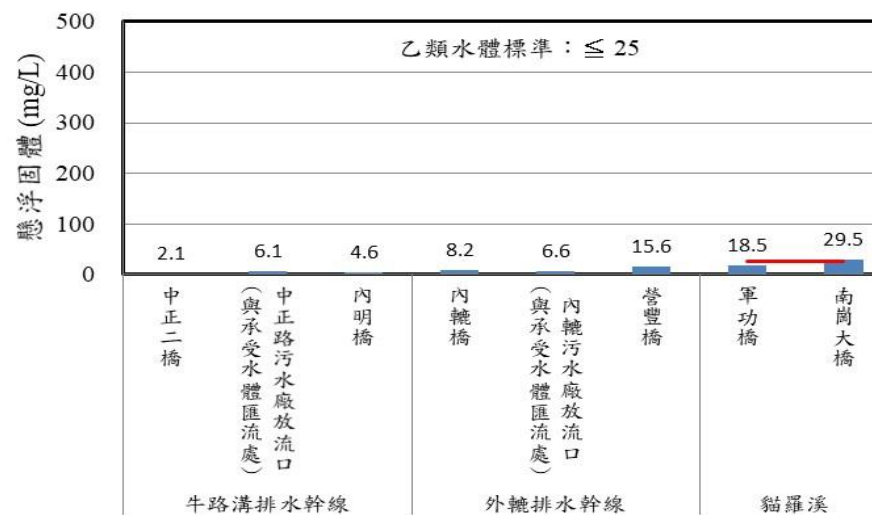 乙類水體標準：≦ 25
懸浮固體(mg/L)
500
400
300
200
100
0
2.1
6.1
4.6
8.2
6.6
15.6
18.5
29.5
中正二橋
中正路污水廠放流口
(與承受水體匯流處)
內明橋
內轆橋
內轆污水廠放流口
(與承受水體匯流處)
營豐橋
軍功橋
南崗大橋
牛路溝排水幹線
外轆排水幹線
貓羅溪